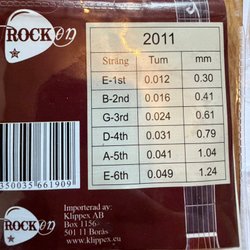 ROCK on
2011
Sträng Tum mm
E-1st 0.012 0.30
B-2nd 0.016 0.41
G-3rd 0.024 0.61
D-4th 0.031 0.79
A-5th 0.041 1.04
E-6th 0.049 1.24
350035661909
ROCK on
Importerad av:
Klippex AB
Box 1156
501 11 Borås
www.klippex.eu